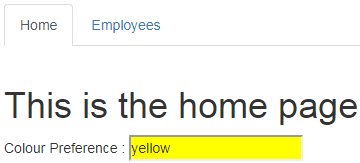 Home Employees
This is the home page
Colour Preference : yellow